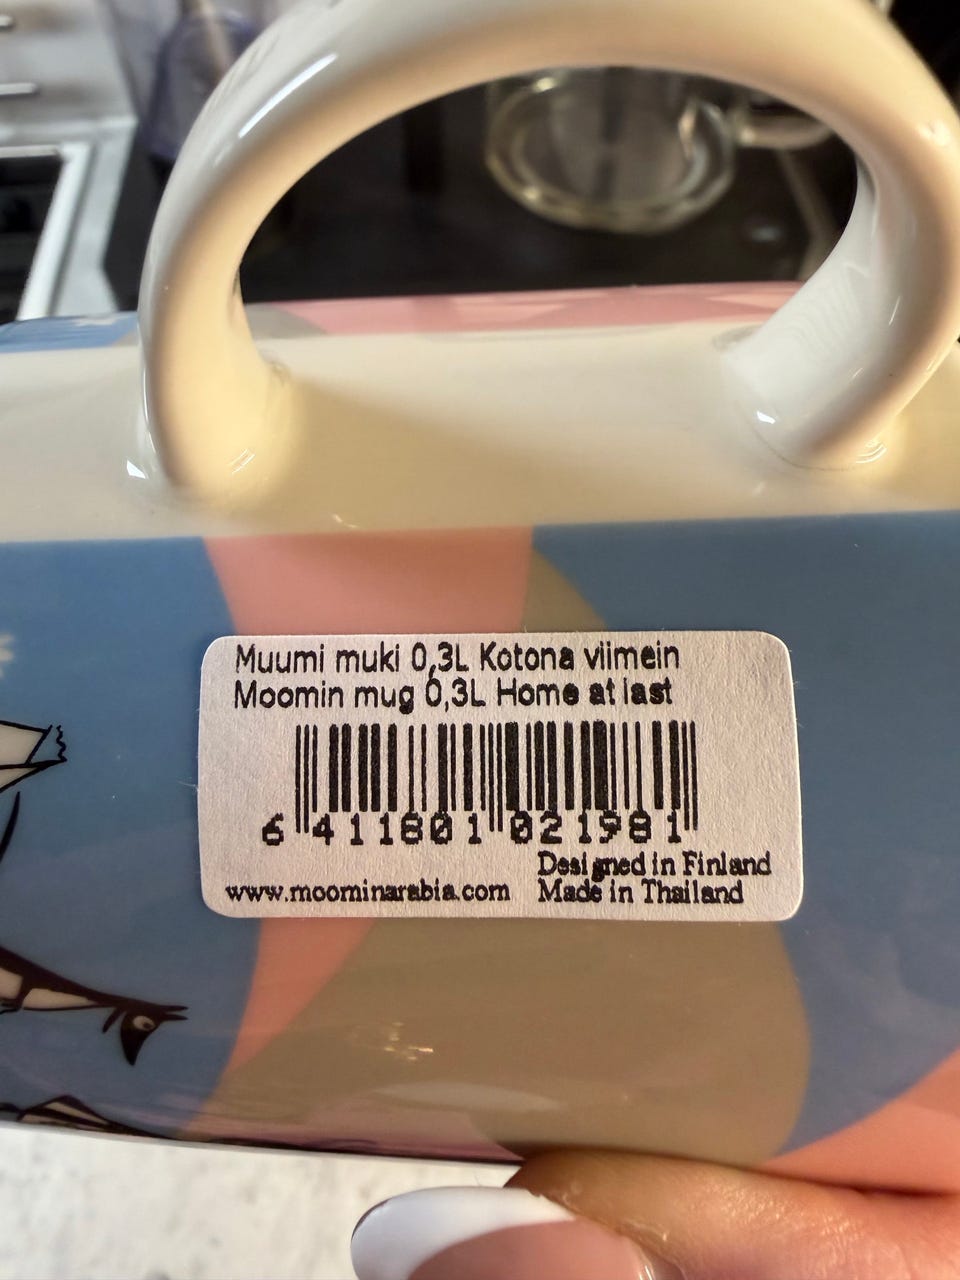 Muumi muki 0,3L Kotona viimein
Moomin mug 0,3L Home at last
6 411801 021981
Designed in Finland
www.moominarabia.com Made in Thailand